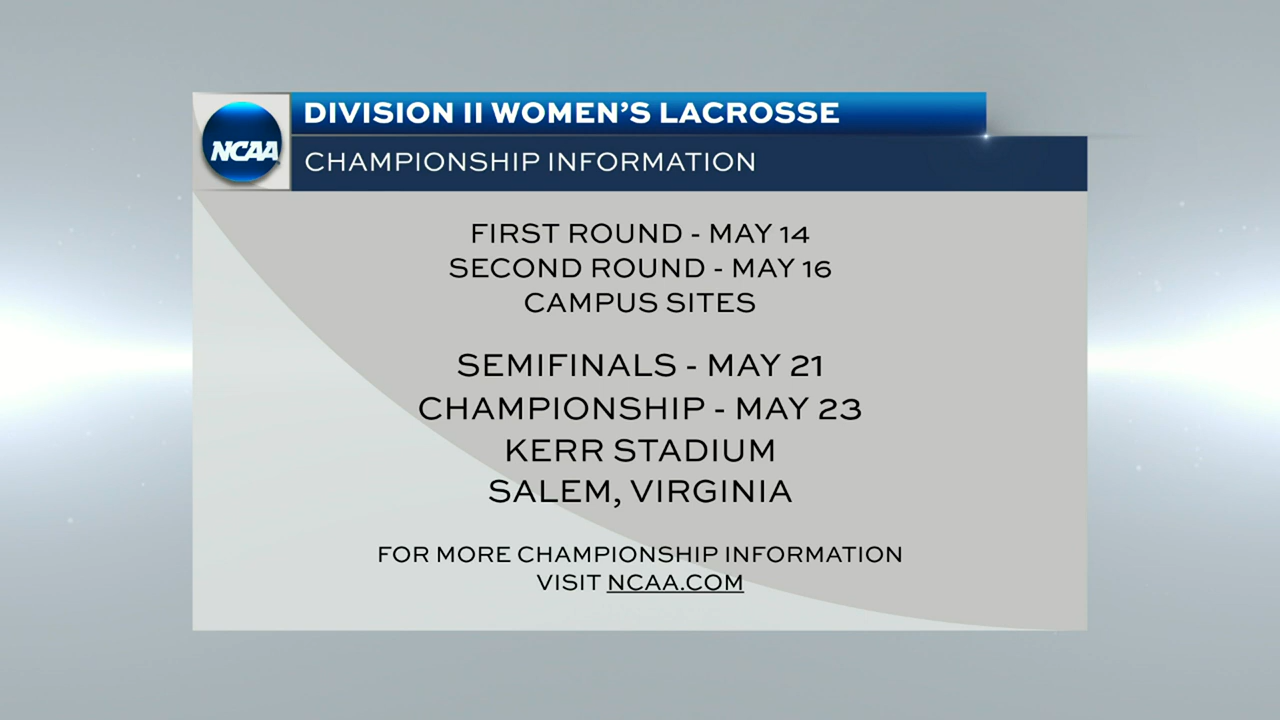 NCAA
DIVISION II WOMEN'S LACROSSE
CHAMPIONSHIP INFORMATION
FIRST ROUND - MAY 14
SECOND ROUND - MAY 16
CAMPUS SITES
SEMIFINALS - MAY 21
CHAMPIONSHIP - MAY 23
KERR STADIUM
SALEM, VIRGINIA
FOR MORE CHAMPIONSHIP INFORMATION
VISIT NCAA.COM